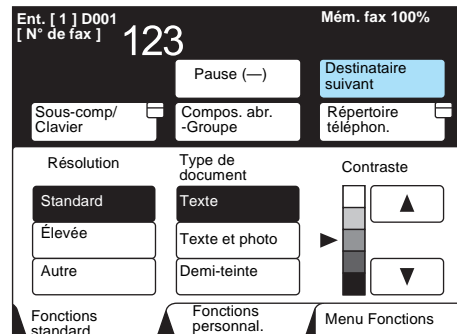 Ent. [ 1 ] D001
Mém. fax 100%
[ N° de fax ]
123
Pause (—)
Destinataire
suivant
Sous-comp/
Clavier
Compos. abr.
-Groupe
Répertoire
téléphon.
Résolution
Type de
document
Contraste
Standard
Texte
Élevée
Texte et photo
Autre
Demi-teinte
Fonctions
standard
Fonctions
personnal.
Menu Fonctions